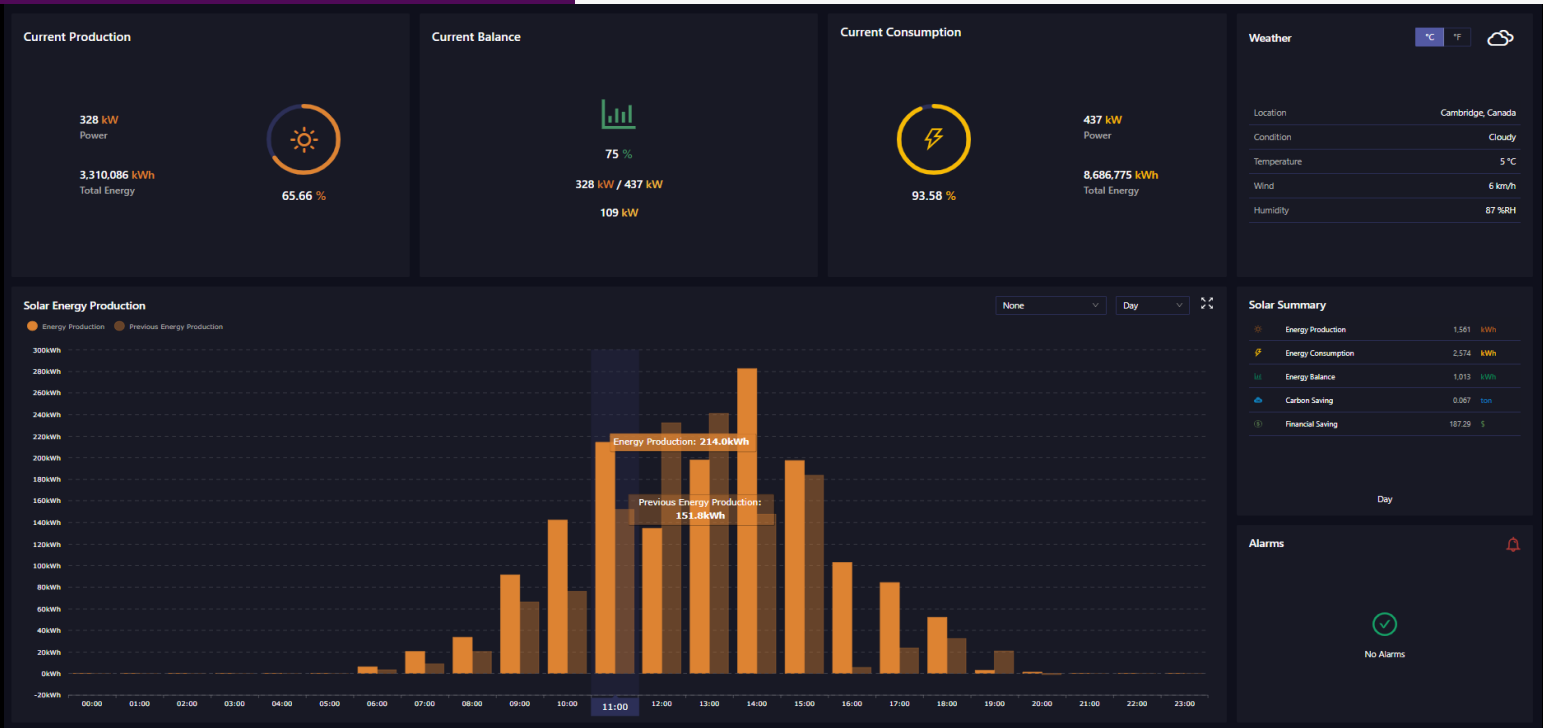 Current Production
328 kW
Power
3,310,086 kWh
Total Energy
65.66 %
Current Balance
75 %
328 kW / 437 kW
109 kW
Current Consumption
93.58 %
437 kW
Power
8,686,775 kWh
Total Energy
Weather
°C °F
Location Cambridge, Canada
Condition Cloudy
Temperature 5 °C
Wind 6 km/h
Humidity 87 %RH
Solar Energy Production
None Day
Energy Production Previous Energy Production
300kWh
280kWh
260kWh
240kWh
220kWh
200kWh
180kWh
160kWh
140kWh
120kWh
100kWh
80kWh
60kWh
40kWh
20kWh
0kWh
-20kWh
Energy Production: 214.0kWh
Previous Energy Production:
151.8kWh
00:00 01:00 02:00 03:00 04:00 05:00 06:00 07:00 08:00 09:00 10:00 11:00 12:00 13:00 14:00 15:00 16:00 17:00 18:00 19:00 20:00 21:00 22:00 23:00
Solar Summary
Energy Production 1,561 kWh
Energy Consumption 2,574 kWh
Energy Balance 1,013 kWh
Carbon Saving 0.067 ton
Financial Saving 187.29 $
Day
Alarms
No Alarms